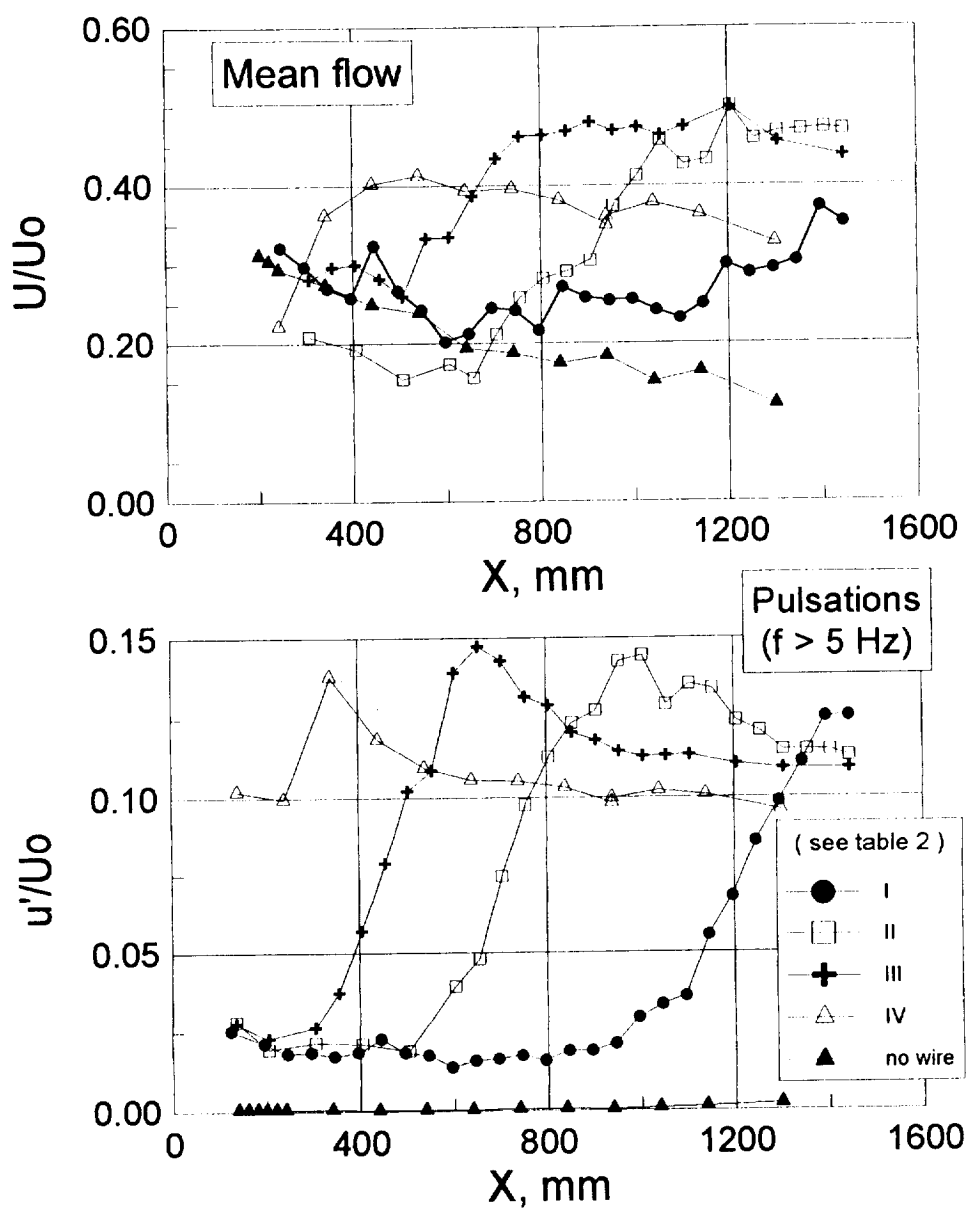 0.60
Mean flow
0.40
U/Uo
0.20
0.00
0
400
800
1200
1600
X, mm
Pulsations
(f > 5 Hz)
0.15
0.10
u'/Uo
0.05
0.00
( see table 2 )
I
II
III
IV
no wire
0
400
800
1200
1600
X, mm